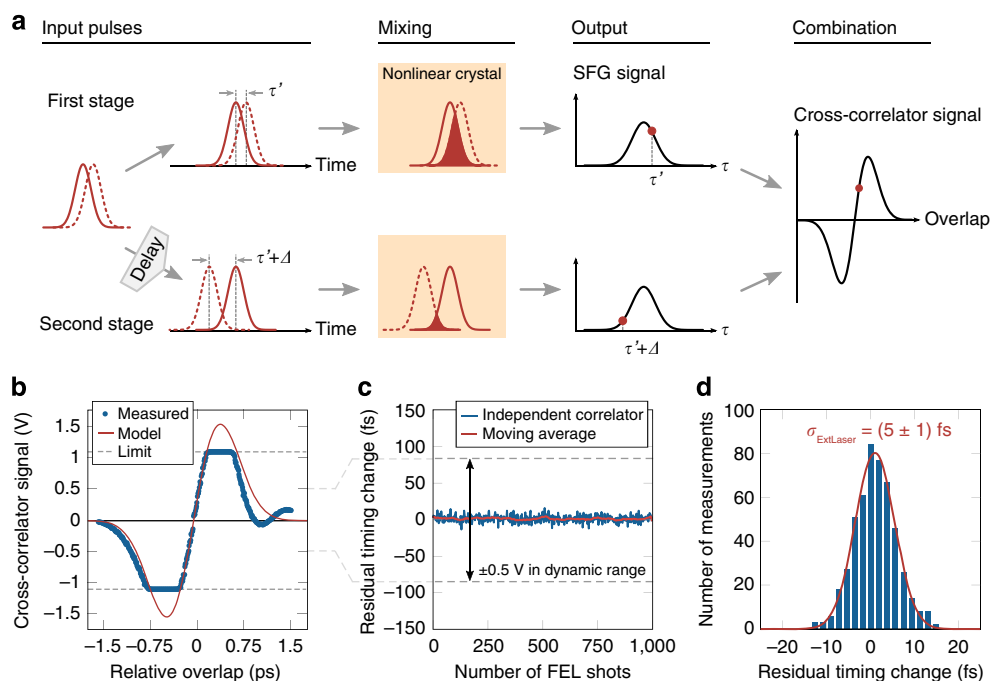 a
Input pulses
Mixing
Output
Combination
First stage
τ'
Time
Nonlinear crystal
SFG signal
τ
τ'
Cross-correlator signal
Overlap
Delay
Second stage
τ'+Δ
Time
τ
τ'+Δ
b
Cross-correlator signal (V)
Measured
Model
Limit
1.5
1
0.5
0
−0.5
−1
−1.5
−1.5 −0.75 0 0.75 1.5
Relative overlap (ps)
c
Residual timing change (fs)
Independent correlator
Moving average
150
100
50
0
−50
−100
−150
±0.5 V in dynamic range
0 250 500 750 1,000
Number of FEL shots
d
Number of measurements
σExtLaser = (5 ± 1) fs
100
80
60
40
20
0
−20 −10 0 10 20
Residual timing change (fs)